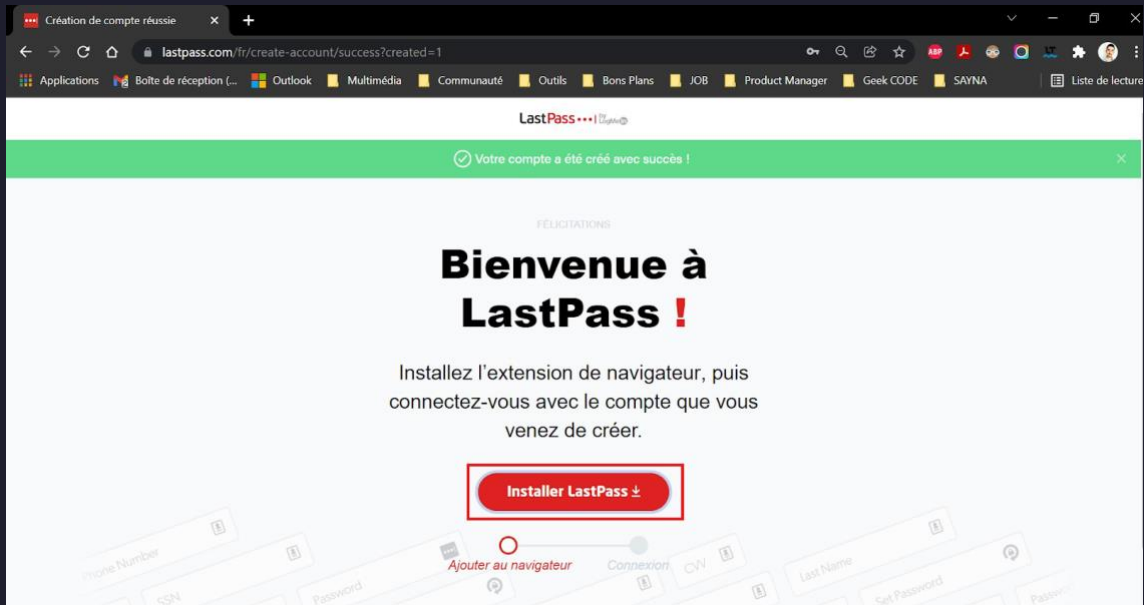 Création de compte réussie
lastpass.com/fr/create-account/success?created=1
ABP
LT
Applications
Boîte de réception (...
Outlook
Multimédia
Communauté
Outils
Bons Plans
JOB
Product Manager
Geek CODE
SAYNA
Liste de lecture
LastPass
Votre compte a été créé avec succès !
FÉLICITATIONS
Bienvenue à
LastPass !
Installez l’extension de navigateur, puis
connectez-vous avec le compte que vous
venez de créer.
Installer LastPass
Ajouter au navigateur
Connexion
Phone Number
SSN
Password
CVV
Last Name
Set Password